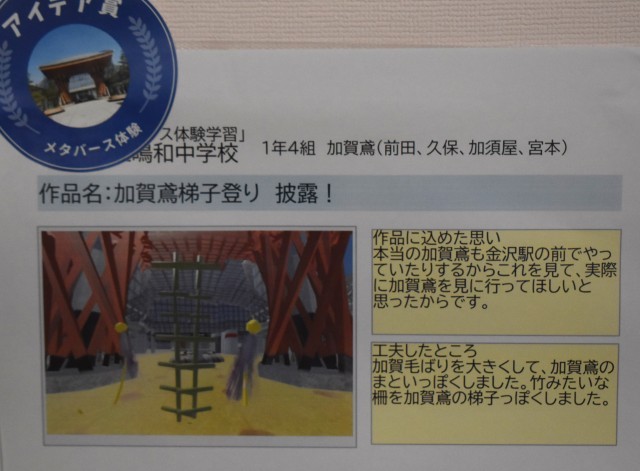 アイデア賞
メタバース体験
ス体験学習」
鳴和中学校 1年4組 加賀鳶(前田、久保、加須屋、宮本)
作品名:加賀鳶梯子登り 披露!
作品に込めた思い
本当の加賀鳶も金沢駅の前でやっ
ていたりするからこれを見て、実際
に加賀鳶を見に行ってほしいと
思ったからです。
工夫したところ
加賀毛ばりを大きくして、加賀鳶の
まといっぽくしました。竹みたいな
柵を加賀鳶の梯子っぽくしました。